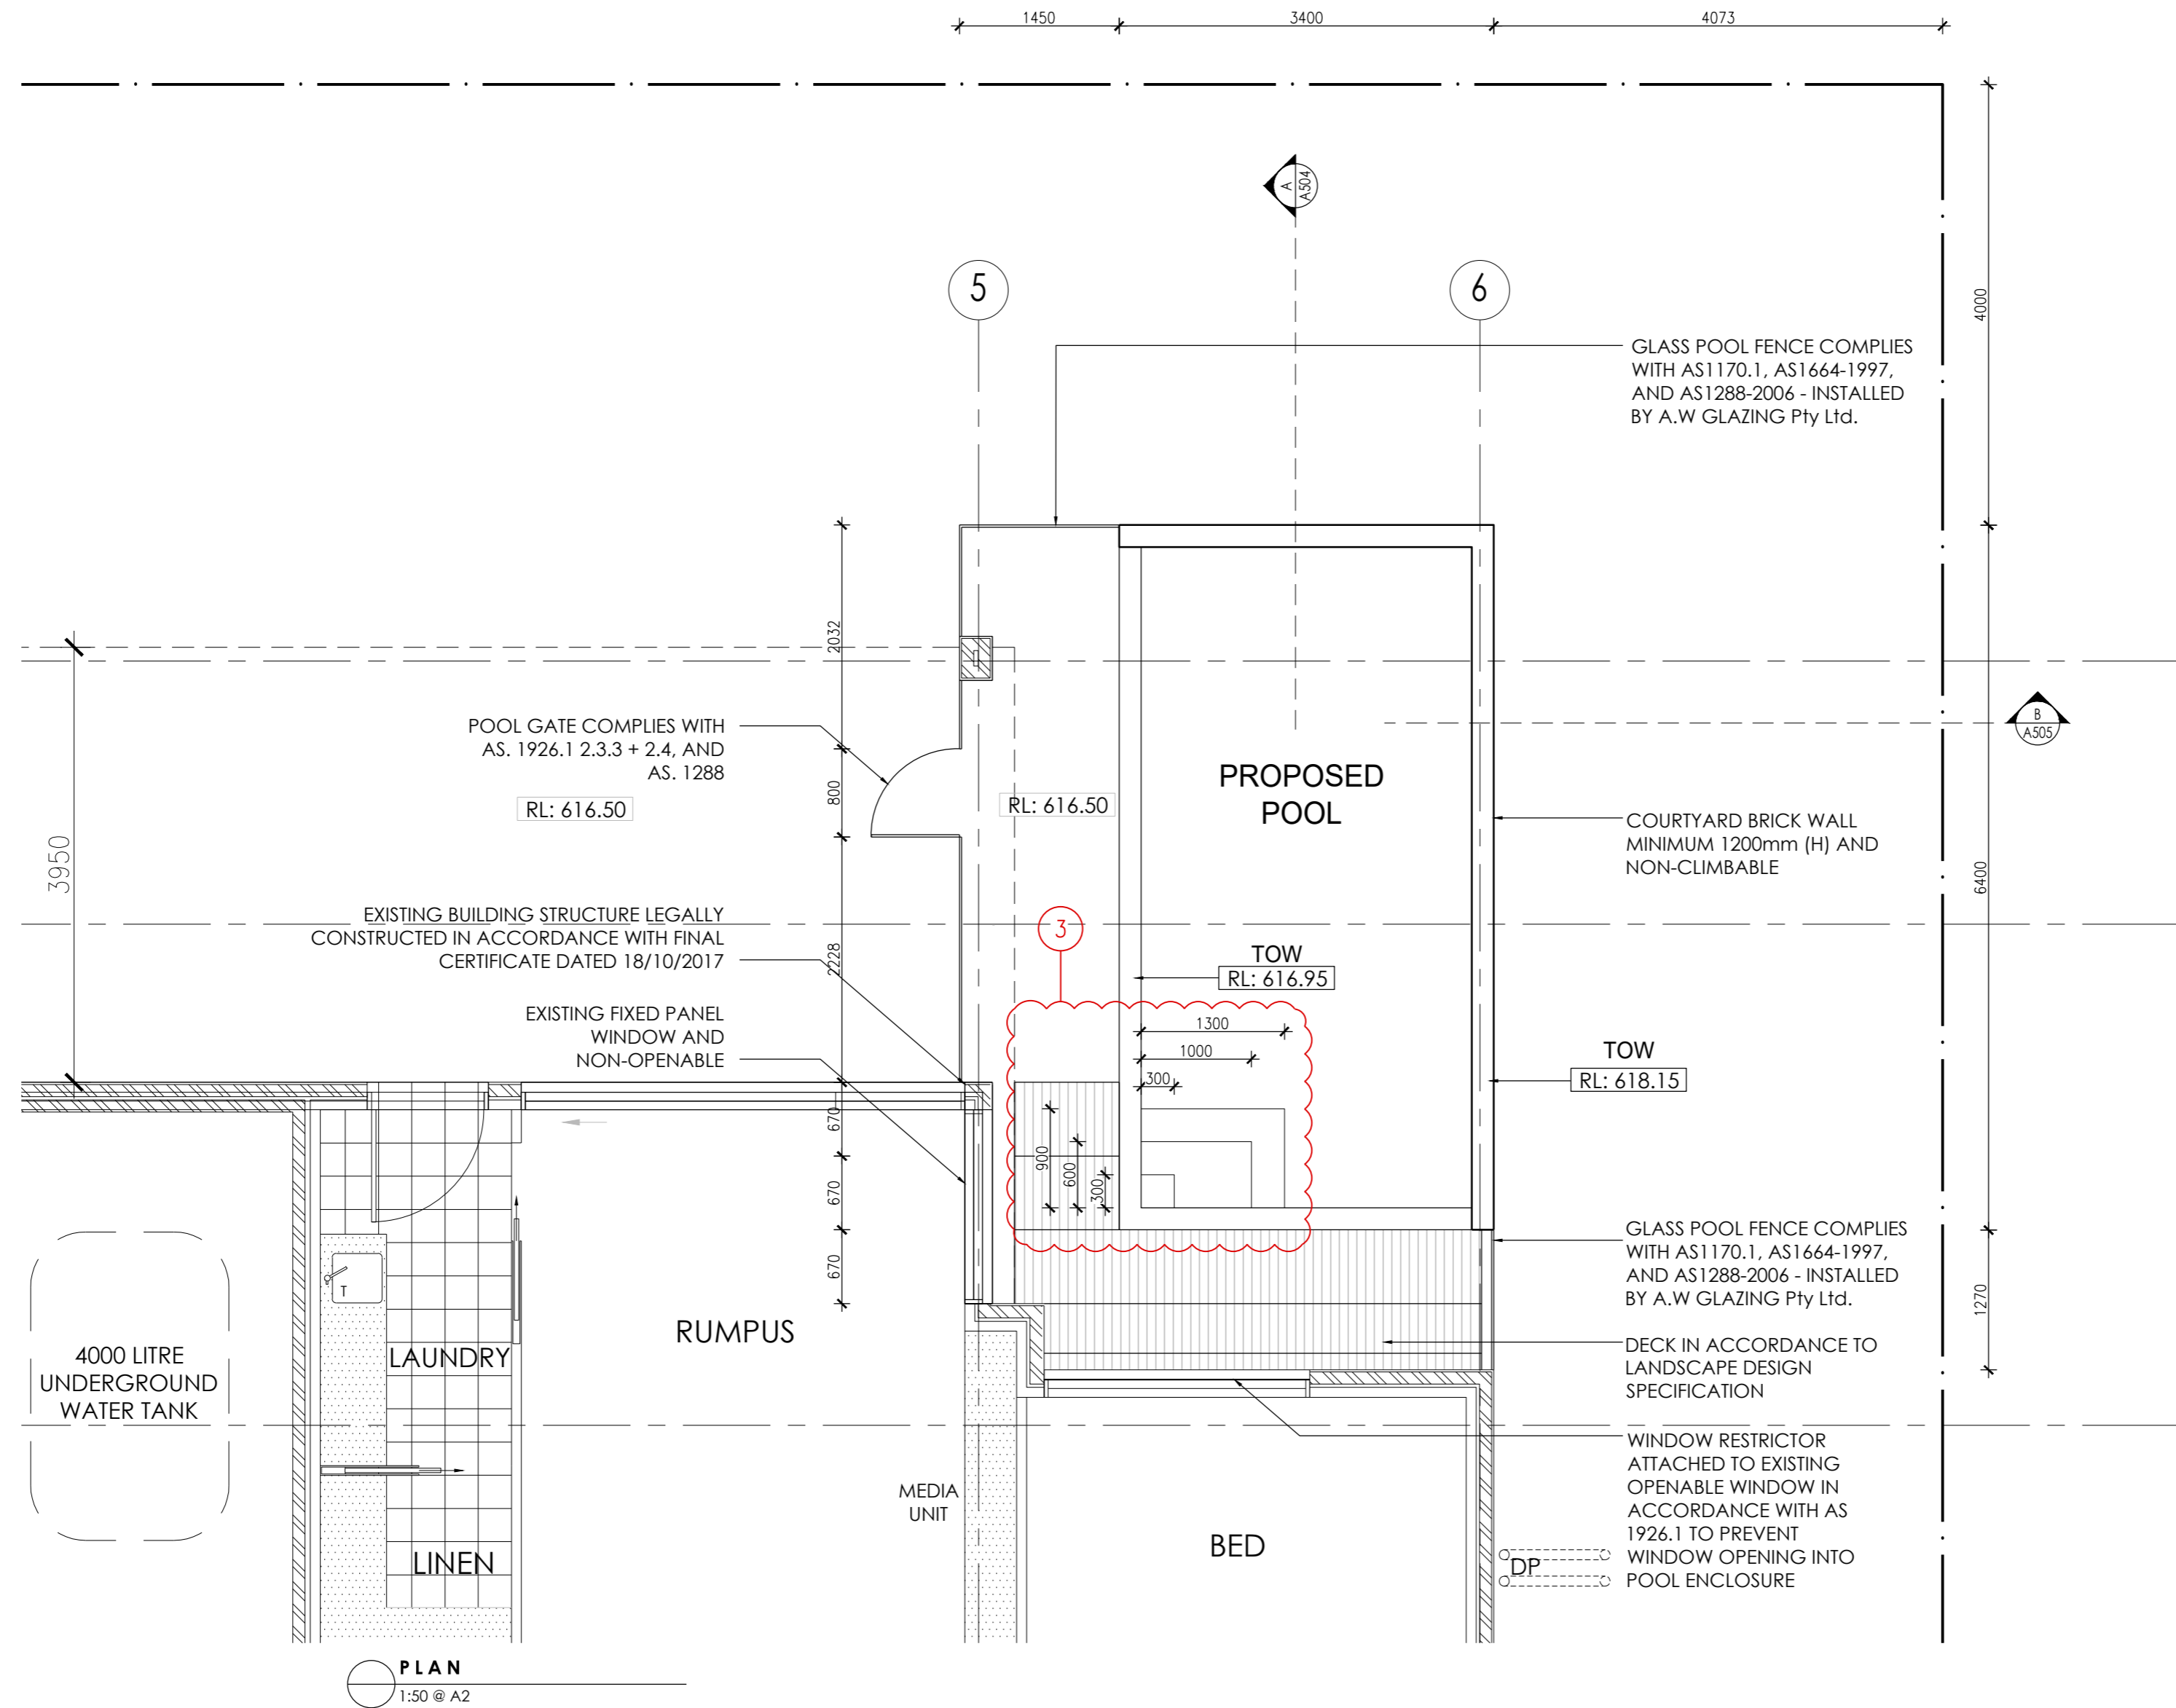 1450
3400
4073
A
A504
5
6
4000
GLASS POOL FENCE COMPLIES
WITH AS1170.1, AS1664-1997,
AND AS1288-2006 - INSTALLED
BY A.W GLAZING Pty Ltd.
2032
POOL GATE COMPLIES WITH
AS. 1926.1 2.3.3 + 2.4, AND
AS. 1288
B
A505
PROPOSED
POOL
RL: 616.50
800
RL: 616.50
COURTYARD BRICK WALL
MINIMUM 1200mm (H) AND
NON-CLIMBABLE
3950
6400
EXISTING BUILDING STRUCTURE LEGALLY
CONSTRUCTED IN ACCORDANCE WITH FINAL
CERTIFICATE DATED 18/10/2017
2228
3
TOW
RL: 616.95
EXISTING FIXED PANEL
WINDOW AND
NON-OPENABLE
1300
1000
300
TOW
RL: 618.15
670
900
600
300
670
670
GLASS POOL FENCE COMPLIES
WITH AS1170.1, AS1664-1997,
AND AS1288-2006 - INSTALLED
BY A.W GLAZING Pty Ltd.
1270
T
RUMPUS
LAUNDRY
4000 LITRE
UNDERGROUND
WATER TANK
DECK IN ACCORDANCE TO
LANDSCAPE DESIGN
SPECIFICATION
WINDOW RESTRICTOR
ATTACHED TO EXISTING
OPENABLE WINDOW IN
ACCORDANCE WITH AS
1926.1 TO PREVENT
WINDOW OPENING INTO
POOL ENCLOSURE
MEDIA
UNIT
BED
LINEN
DP
PLAN
1:50 @ A2